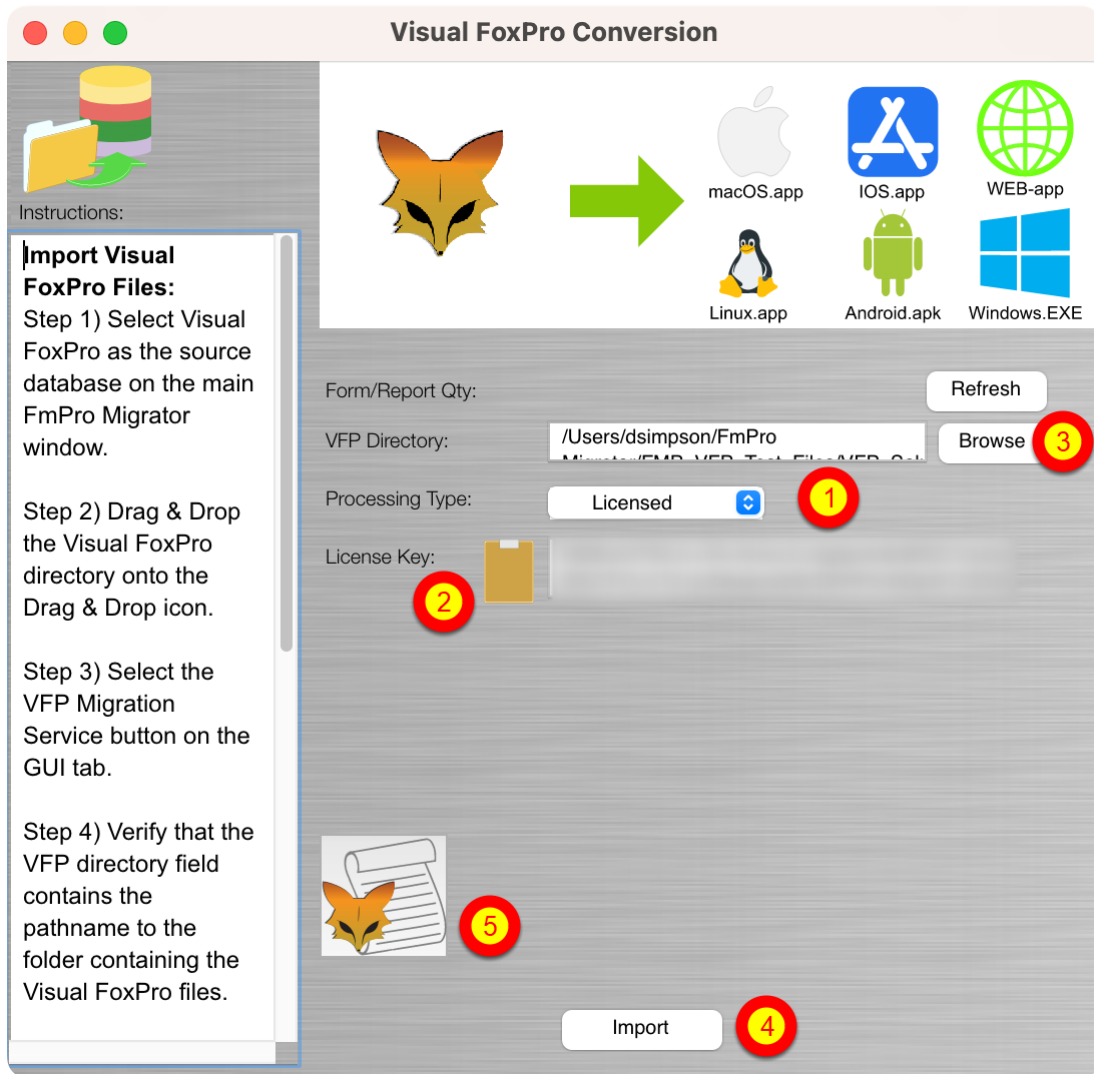 Visual FoxPro Conversion
Instructions:
Import Visual
FoxPro Files:
Step 1) Select Visual
FoxPro as the source
database on the main
FmPro Migrator
window.
Step 2) Drag & Drop
the Visual FoxPro
directory onto the
Drag & Drop icon.
Step 3) Select the
VFP Migration
Service button on the
GUI tab.
Step 4) Verify that the
VFP directory field
contains the
pathname to the
folder containing the
Visual FoxPro files.
macOS.app
IOS.app
WEB-app
Linux.app
Android.apk
Windows.EXE
Form/Report Qty:
Refresh
VFP Directory:
/Users/dsimpson/FmPro
Browse
3
Processing Type:
Licensed
1
License Key:
2
5
Import
4